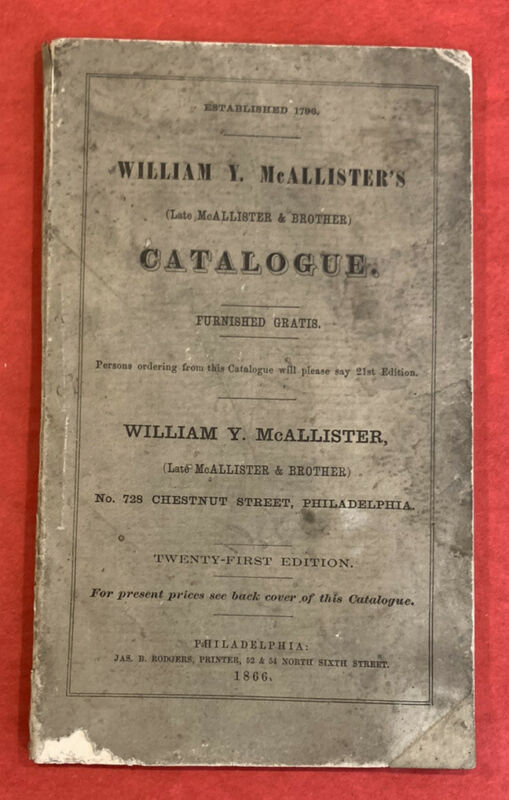 ESTABLISHED 1796.
WILLIAM Y. McALLISTER'S
(Late McALLISTER & BROTHER)
CATALOGUE.
FURNISHED GRATIS.
Persons ordering from this Catalogue will please say 21st Edition.
WILLIAM Y. McALLISTER,
(Late McALLISTER & BROTHER)
No. 728 CHESTNUT STREET, PHILADELPHIA.
TWENTY-FIRST EDITION.
For present prices see back cover of this Catalogue.
PHILADELPHIA:
JAS. B. RODGERS, PRINTER, 52 & 54 NORTH SIXTH STREET.
1866.